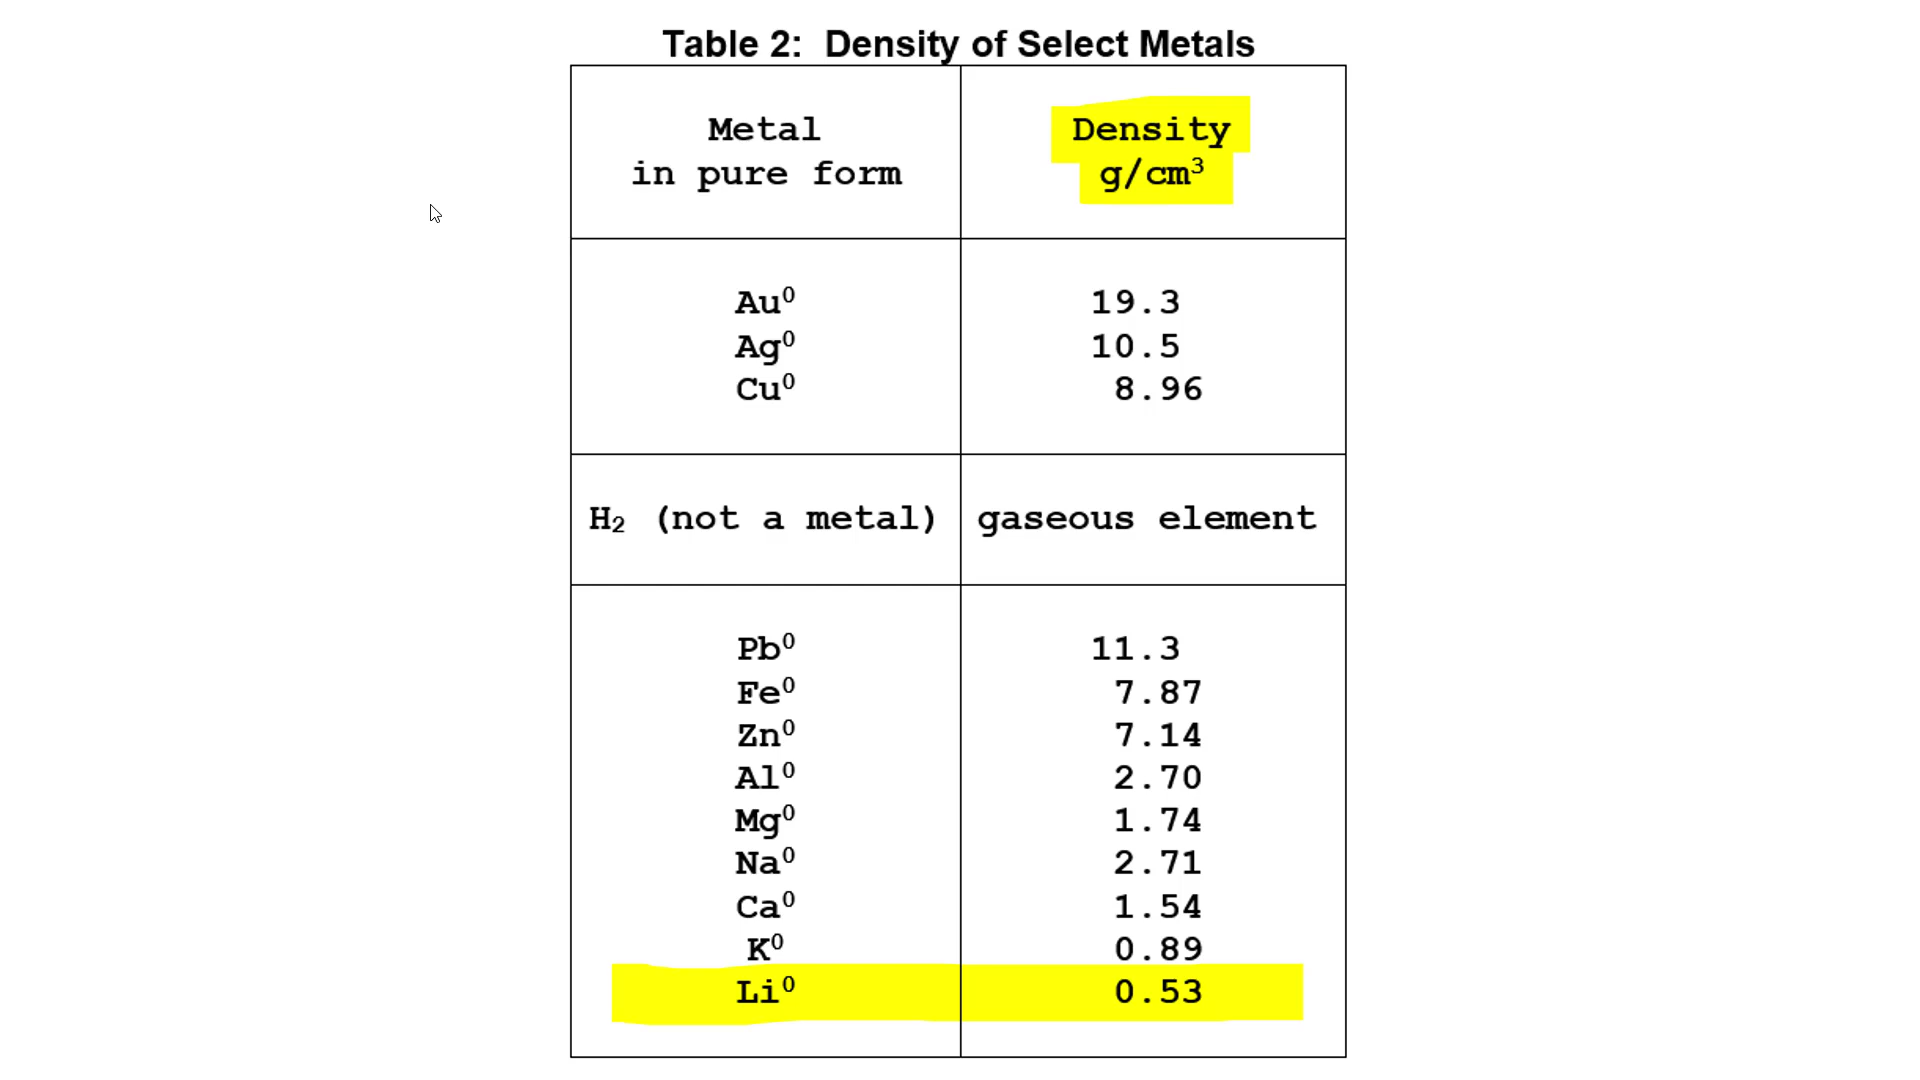 Table 2: Density of Select Metals
Metal
in pure form
Density
g/cm³
Au⁰ 19.3
Ag⁰ 10.5
Cu⁰ 8.96
H₂ (not a metal) gaseous element
Pb⁰ 11.3
Fe⁰ 7.87
Zn⁰ 7.14
Al⁰ 2.70
Mg⁰ 1.74
Na⁰ 2.71
Ca⁰ 1.54
K⁰ 0.89
Li⁰ 0.53